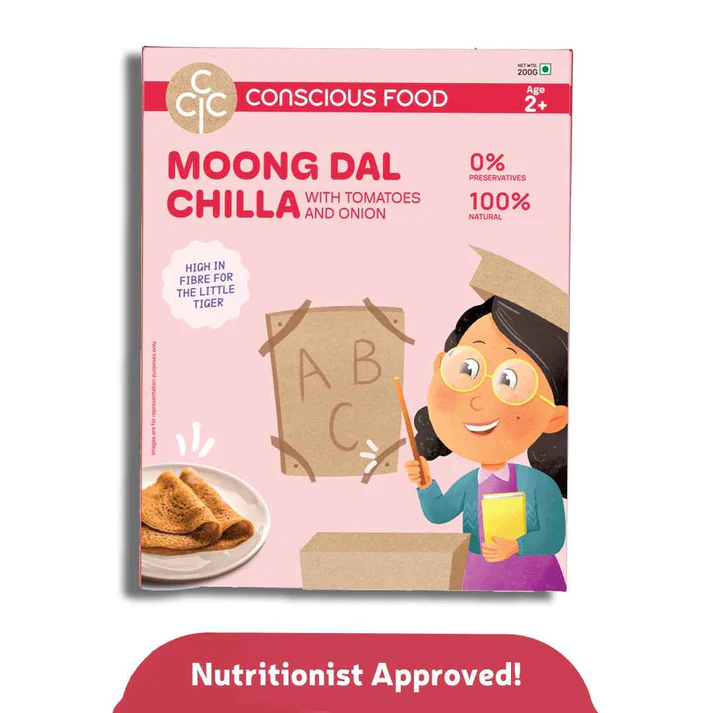 NET WTG.
200G
C
C C
CONSCIOUS FOOD
Age
2+
MOONG DAL
CHILLA WITH TOMATOES
AND ONION
0%
PRESERVATIVES
100%
NATURAL
HIGH IN
FIBRE FOR
THE LITTLE
TIGER
A B
C
Images are for representation purposes only
Nutritionist Approved!